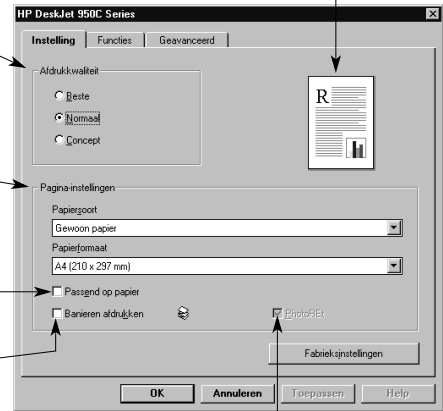 HP DeskJet 950C Series
Instelling Functies Geavanceerd
Afdrukkwaliteit
Beste
Normaal
Concept
R
Pagina-instellingen
Papiersoort
Gewoon papier
Papierformaat
A4 (210 x 297 mm)
Passend op papier
Banieren afdrukken PhotoREt
Fabrieksinstellingen
OK Annuleren Toepassen Help